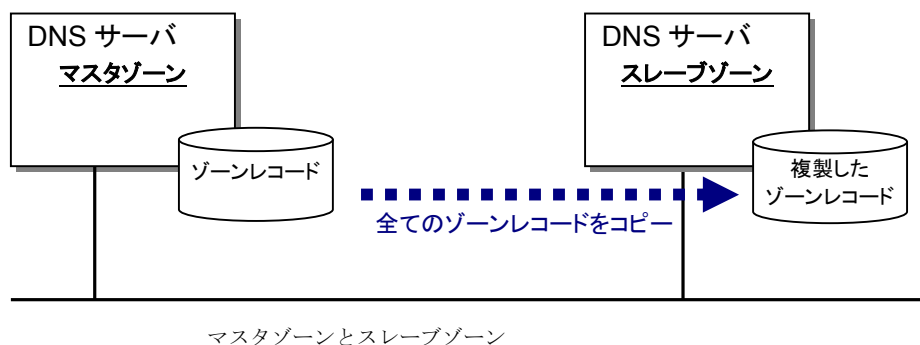 DNS サーバ
マスタゾーン
ゾーンレコード
DNS サーバ
スレーブゾーン
複製した
ゾーンレコード
全てのゾーンレコードをコピー
マスタゾーンとスレーブゾーン